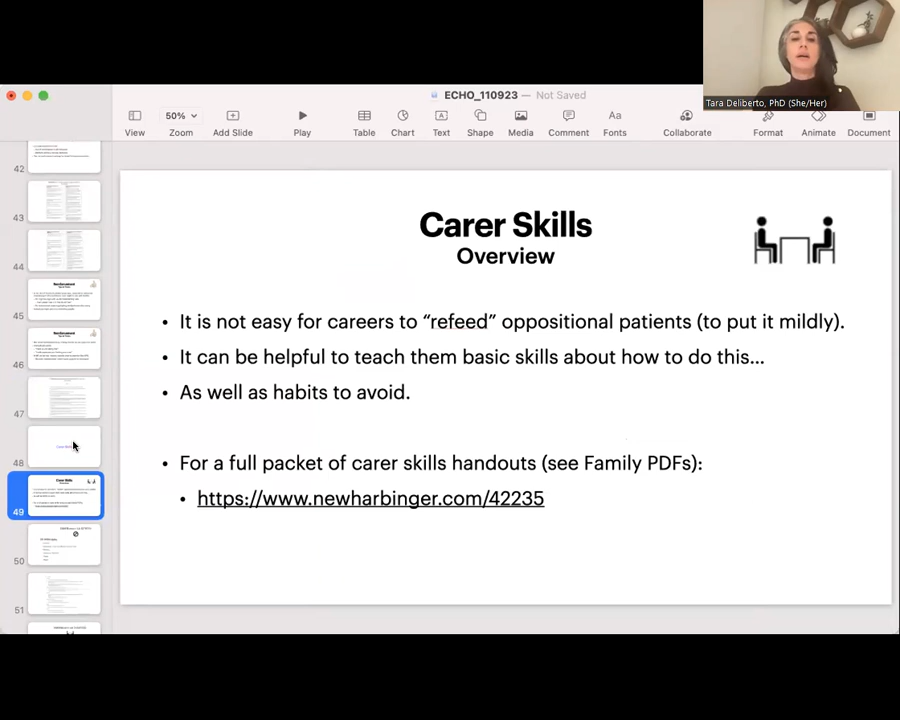 Tara Deliberto, PhD (She/Her)
ECHO_110923 — Not Saved
50%
View
Zoom
Add Slide
Play
Table
Chart
Text
Shape
Media
Comment
Fonts
Collaborate
Format
Animate
Document
42
43
44
45
46
47
48
49
50
51
Carer Skills
Overview
• It is not easy for careers to “refeed” oppositional patients (to put it mildly).
• It can be helpful to teach them basic skills about how to do this...
• As well as habits to avoid.
• For a full packet of carer skills handouts (see Family PDFs):
• https://www.newharbinger.com/42235